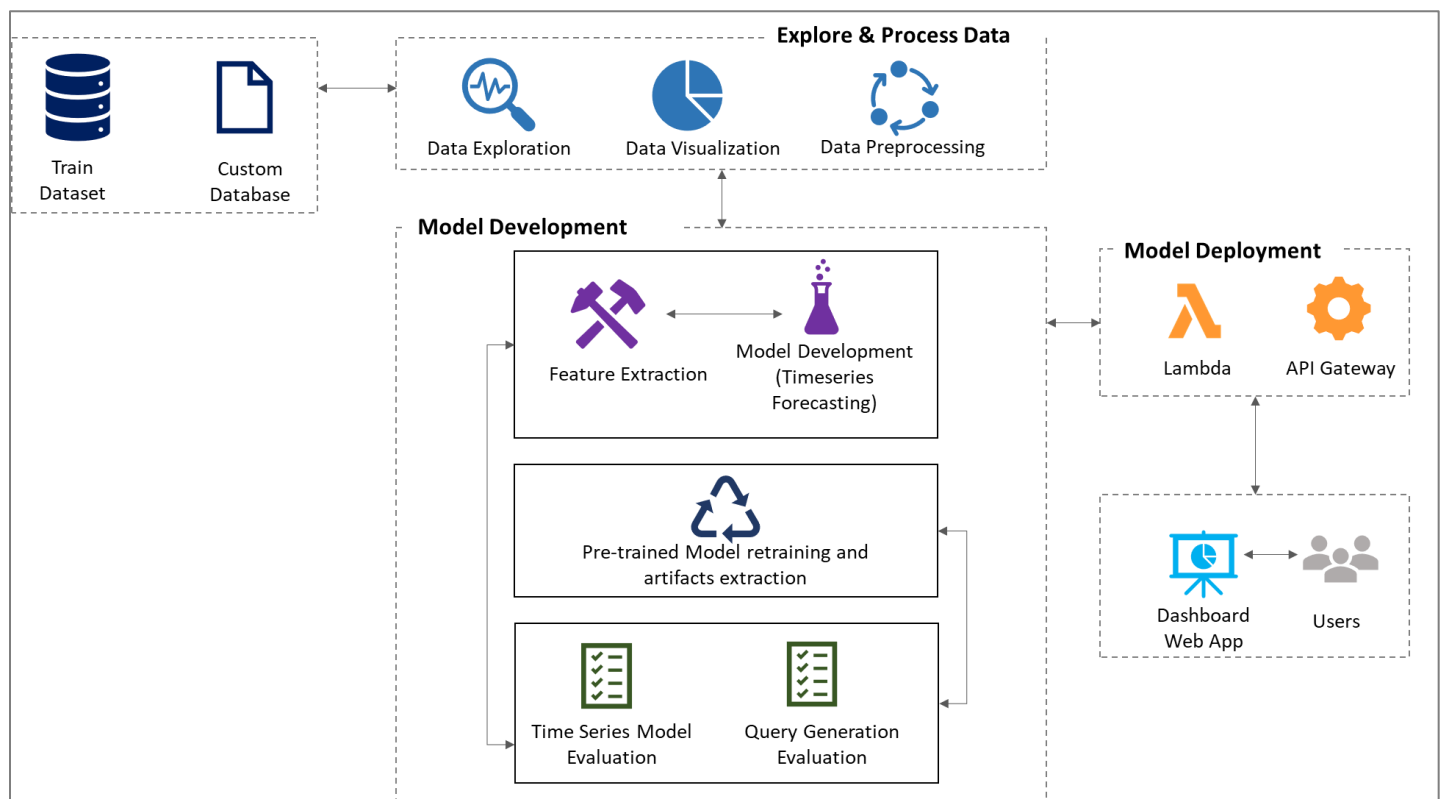 Explore & Process Data
Train
Dataset
Custom
Database
Data Exploration
Data Visualization
Data Preprocessing
Model Development
Feature Extraction
Model Development
(Timeseries
Forecasting)
Pre-trained Model retraining and
artifacts extraction
Time Series Model
Evaluation
Query Generation
Evaluation
Model Deployment
Lambda
API Gateway
Dashboard
Web App
Users